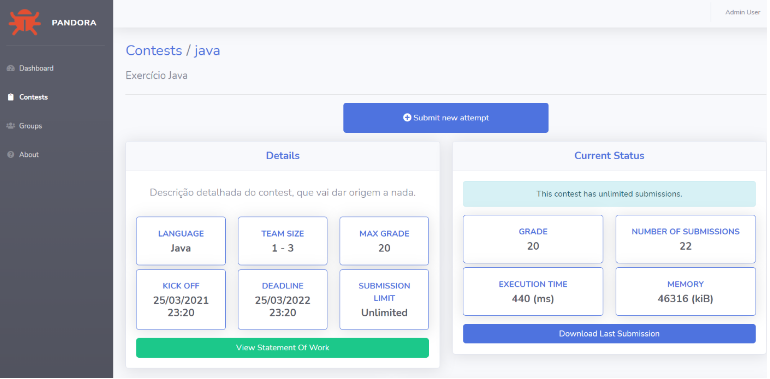 PANDORA
Admin User
Dashboard
Contests
Groups
About
Contests / java
Exercício Java
Submit new attempt
Details
Descrição detalhada do contest, que vai dar origem a nada.
LANGUAGE
Java
TEAM SIZE
1 - 3
MAX GRADE
20
KICK OFF
25/03/2021
23:20
DEADLINE
25/03/2022
23:20
SUBMISSION
LIMIT
Unlimited
View Statement Of Work
Current Status
This contest has unlimited submissions.
GRADE
20
NUMBER OF SUBMISSIONS
22
EXECUTION TIME
440 (ms)
MEMORY
46316 (kiB)
Download Last Submission